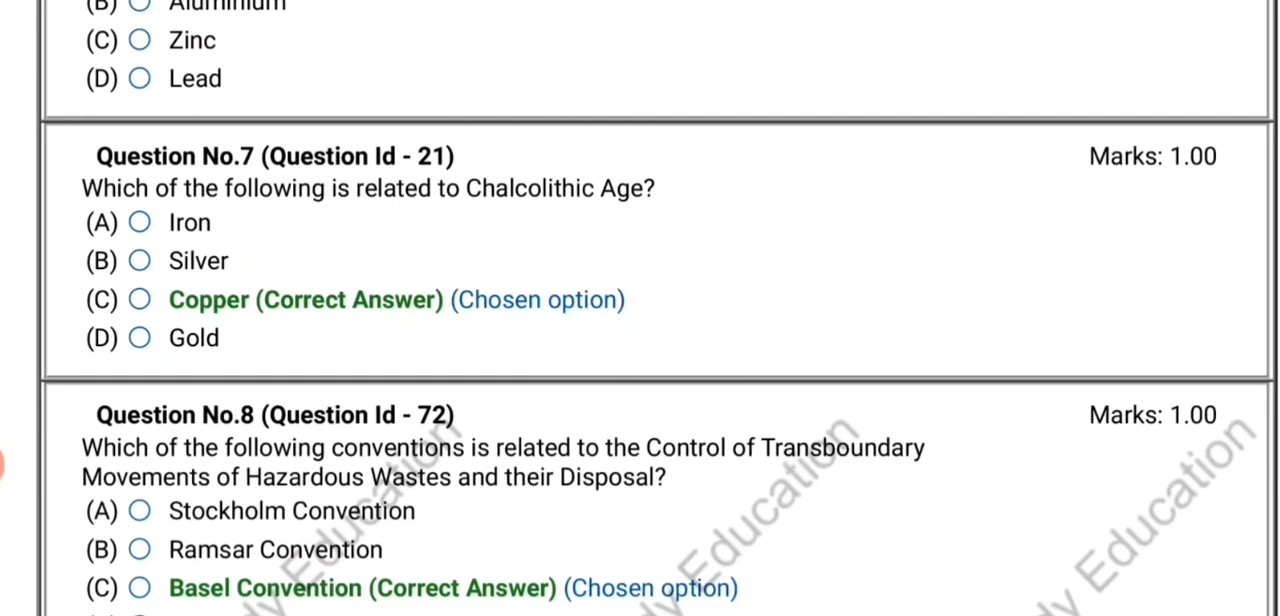 (B) Aluminium
(C) Zinc
(D) Lead
Question No.7 (Question Id - 21) Marks: 1.00
Which of the following is related to Chalcolithic Age?
(A) Iron
(B) Silver
(C) Copper (Correct Answer) (Chosen option)
(D) Gold
Question No.8 (Question Id - 72) Marks: 1.00
Which of the following conventions is related to the Control of Transboundary
Movements of Hazardous Wastes and their Disposal?
(A) Stockholm Convention
(B) Ramsar Convention
(C) Basel Convention (Correct Answer) (Chosen option)
Education
Education
Education